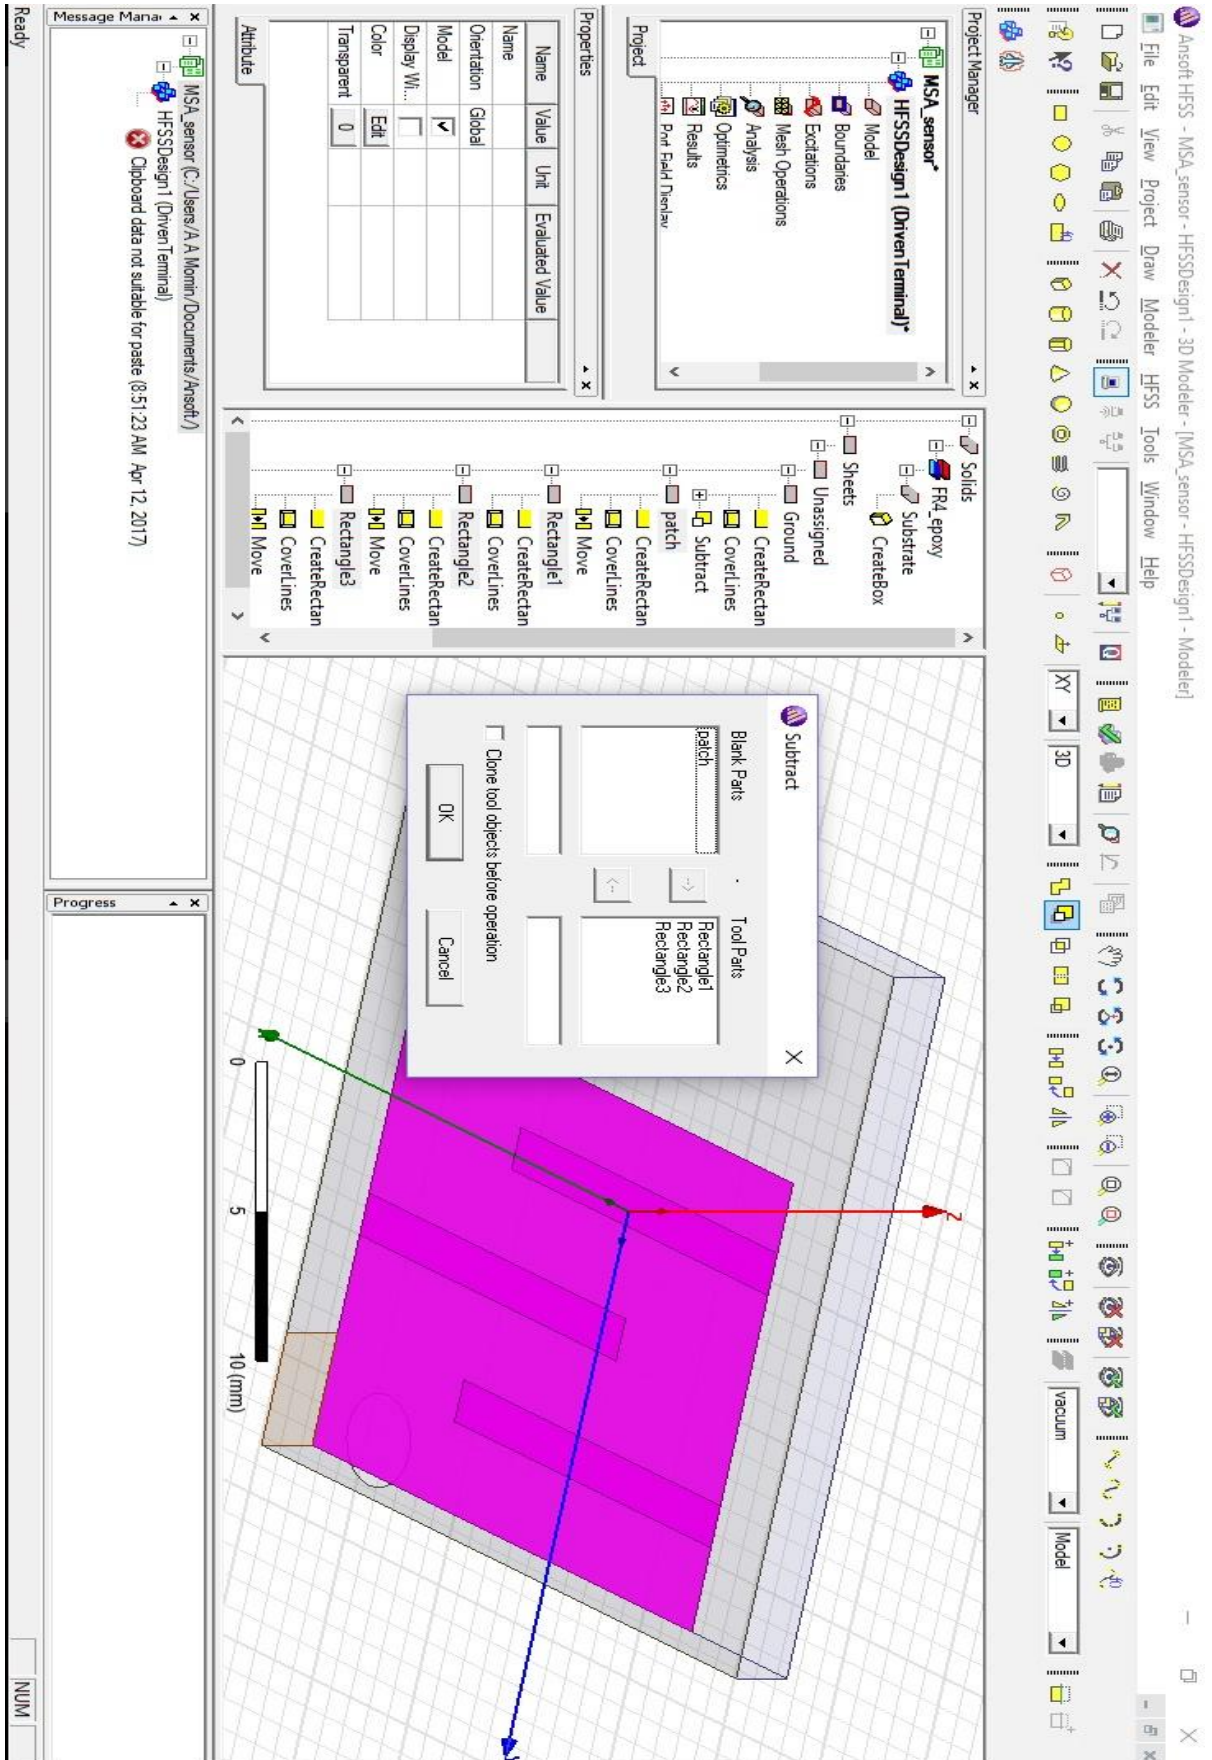 Ansoft HFSS - MSA_sensor - HFSSDesign1 - 3D Modeler - [MSA_sensor - HFSSDesign1 - Modeler]
File Edit View Project Draw Modeler HFSS Tools Window Help
XY
3D
vacuum
Model
Project Manager
MSA_sensor*
HFSSDesign1 (DrivenTerminal)*
Model
Boundaries
Excitations
Mesh Operations
Analysis
Optimetrics
Results
Port Field Display
Project
Properties
Name Value Unit Evaluated Value
Name
Orientation Global
Model
Display Wi...
Color Edit
Transparent 0
Attribute
Solids
FR4_epoxy
Substrate
CreateBox
Sheets
Unassigned
Ground
CreateRectan
CoverLines
Subtract
patch
CreateRectan
CoverLines
Move
Rectangle1
CreateRectan
CoverLines
Rectangle2
CreateRectan
CoverLines
Move
Rectangle3
CreateRectan
CoverLines
Move
Subtract
Blank Parts
Tool Parts
patch
Rectangle1
Rectangle2
Rectangle3
-->
<--
Clone tool objects before operation
OK
Cancel
Z
0 5 10 (mm)
Message Mana
MSA_sensor (C:/Users/A A Momin/Documents/Ansoft/)
HFSSDesign1 (DrivenTerminal)
Clipboard data not suitable for paste (8:51:23 AM Apr 12, 2017)
Progress
Ready
NUM